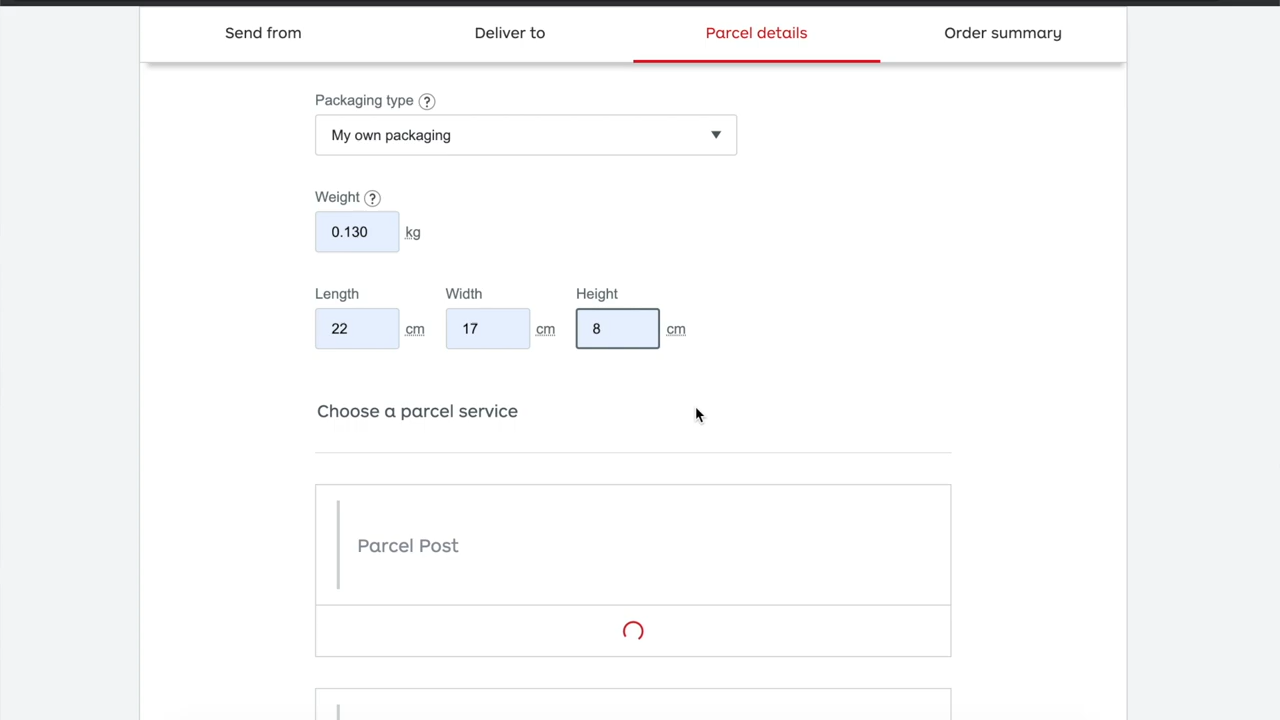 Send from Deliver to Parcel details Order summary
Packaging type ?
My own packaging
Weight ?
0.130 kg
Length Width Height
22 cm 17 cm 8 cm
Choose a parcel service
Parcel Post